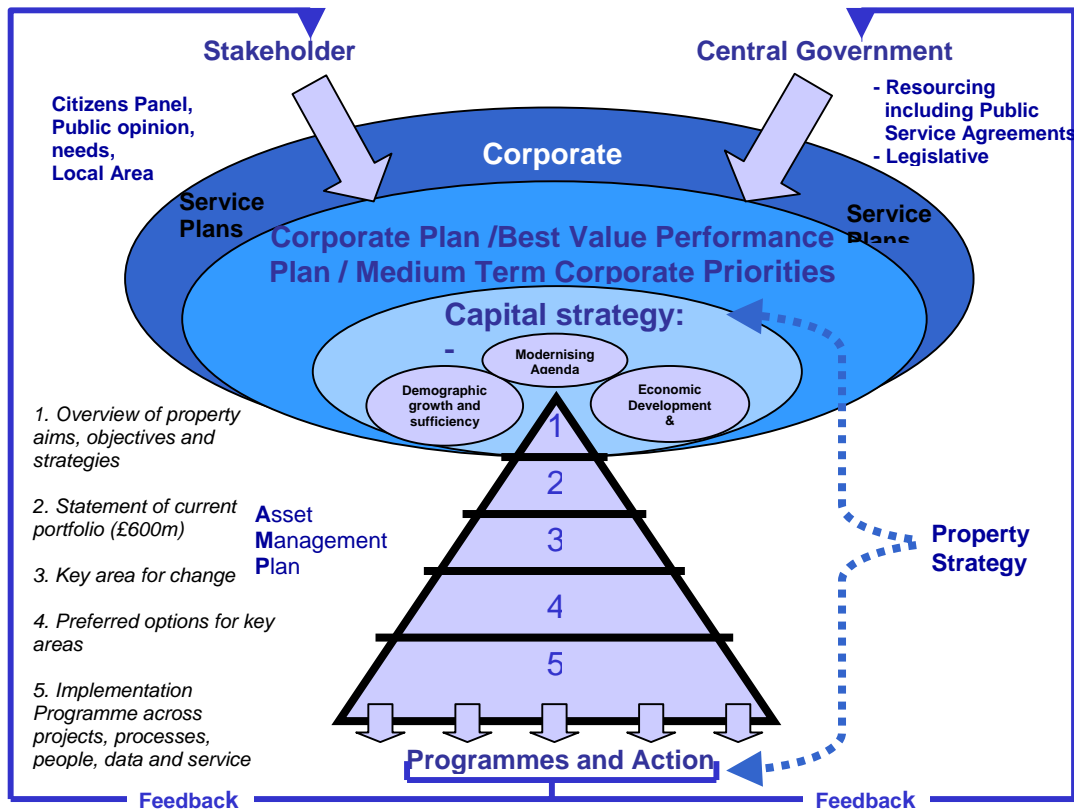 Stakeholder
Central Government
Citizens Panel,
Public opinion,
needs,
Local Area
- Resourcing
including Public
Service Agreements
- Legislative
Corporate
Service
Plans
Service
Plans
Corporate Plan /Best Value Performance
Plan / Medium Term Corporate Priorities
Capital strategy:
-
Modernising
Agenda
Demographic
growth and
sufficiency
Economic
Development
&
1
2
3
4
5
1. Overview of property
aims, objectives and
strategies
2. Statement of current
portfolio (£600m)
3. Key area for change
4. Preferred options for key
areas
5. Implementation
Programme across
projects, processes,
people, data and service
Asset
Management
Plan
Property
Strategy
Programmes and Action
Feedback
Feedback